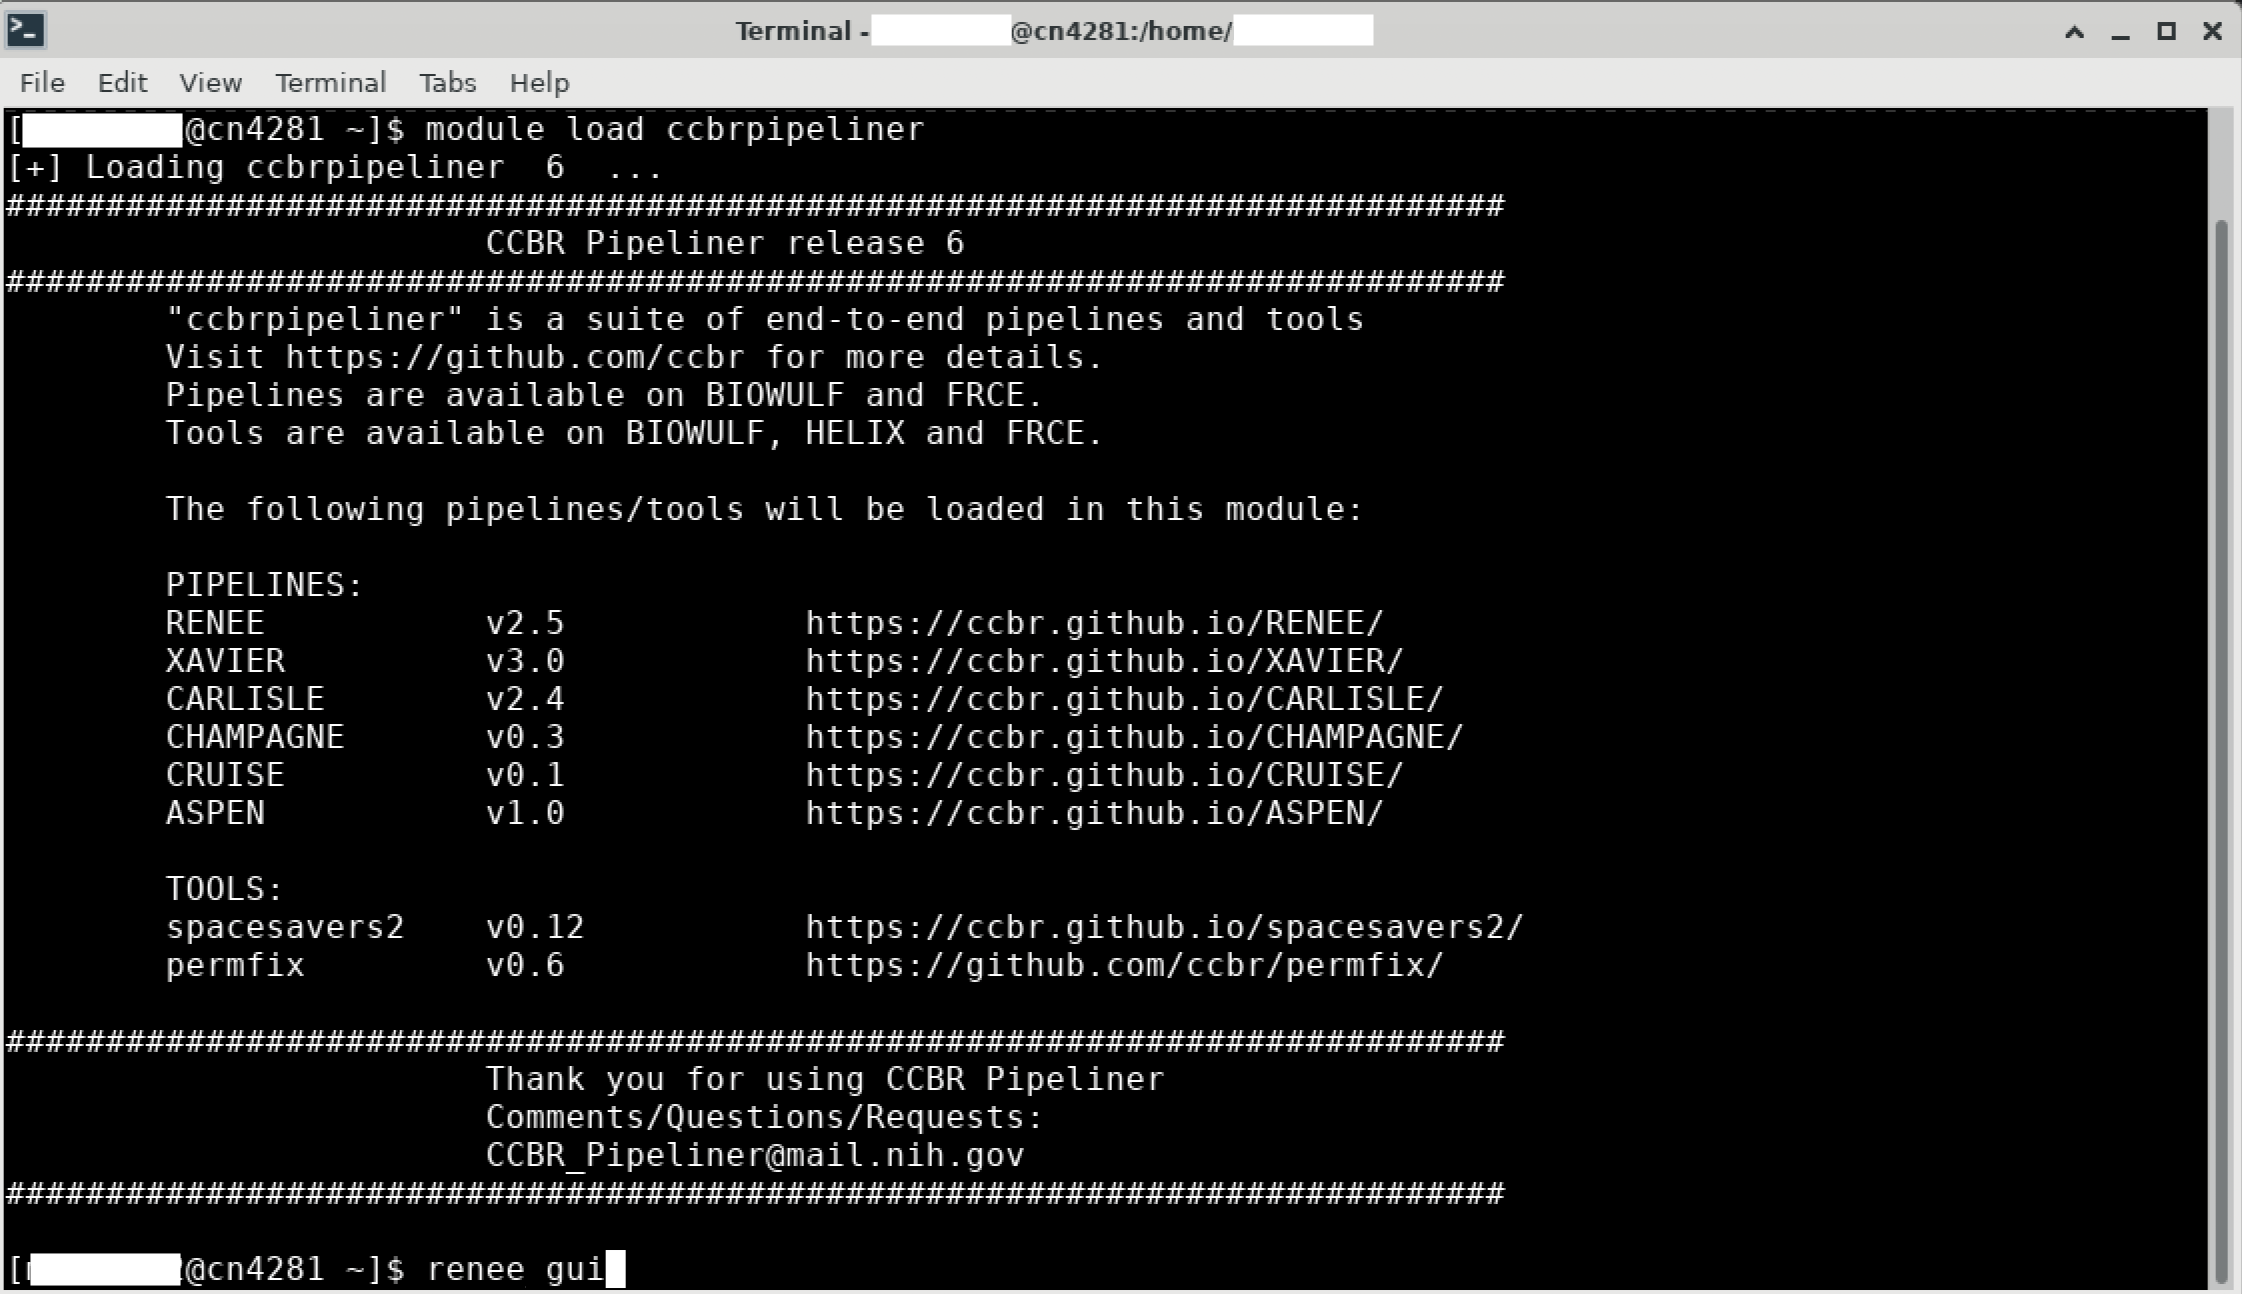 Terminal - @cn4281:/home/
File Edit View Terminal Tabs Help
[@cn4281 ~]$ module load ccbrpipeliner
[+] Loading ccbrpipeliner  6  ...
###########################################################################
CCBR Pipeliner release 6
###########################################################################
"ccbrpipeliner" is a suite of end-to-end pipelines and tools
Visit https://github.com/ccbr for more details.
Pipelines are available on BIOWULF and FRCE.
Tools are available on BIOWULF, HELIX and FRCE.
The following pipelines/tools will be loaded in this module:
PIPELINES:
RENEE v2.5 https://ccbr.github.io/RENEE/
XAVIER v3.0 https://ccbr.github.io/XAVIER/
CARLISLE v2.4 https://ccbr.github.io/CARLISLE/
CHAMPAGNE v0.3 https://ccbr.github.io/CHAMPAGNE/
CRUISE v0.1 https://ccbr.github.io/CRUISE/
ASPEN v1.0 https://ccbr.github.io/ASPEN/
TOOLS:
spacesavers2 v0.12 https://ccbr.github.io/spacesavers2/
permfix v0.6 https://github.com/ccbr/permfix/
###########################################################################
Thank you for using CCBR Pipeliner
Comments/Questions/Requests:
CCBR_Pipeliner@mail.nih.gov
###########################################################################
[@cn4281 ~]$ renee gui